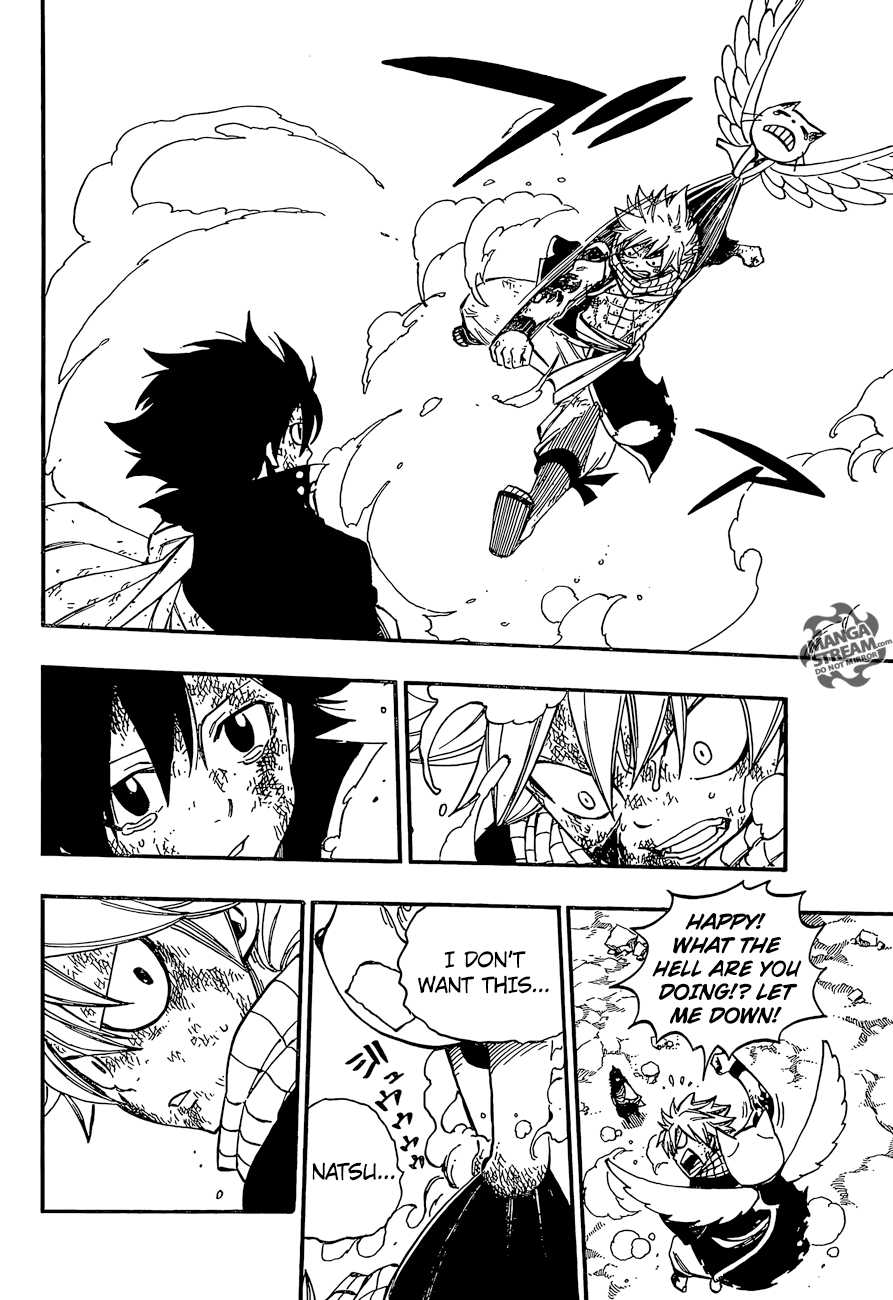 MANGA
STREAM.com
DO NOT MIRROR
HAPPY!
WHAT THE
HELL ARE YOU
DOING!? LET
ME DOWN!
I DON'T
WANT THIS...
NATSU...